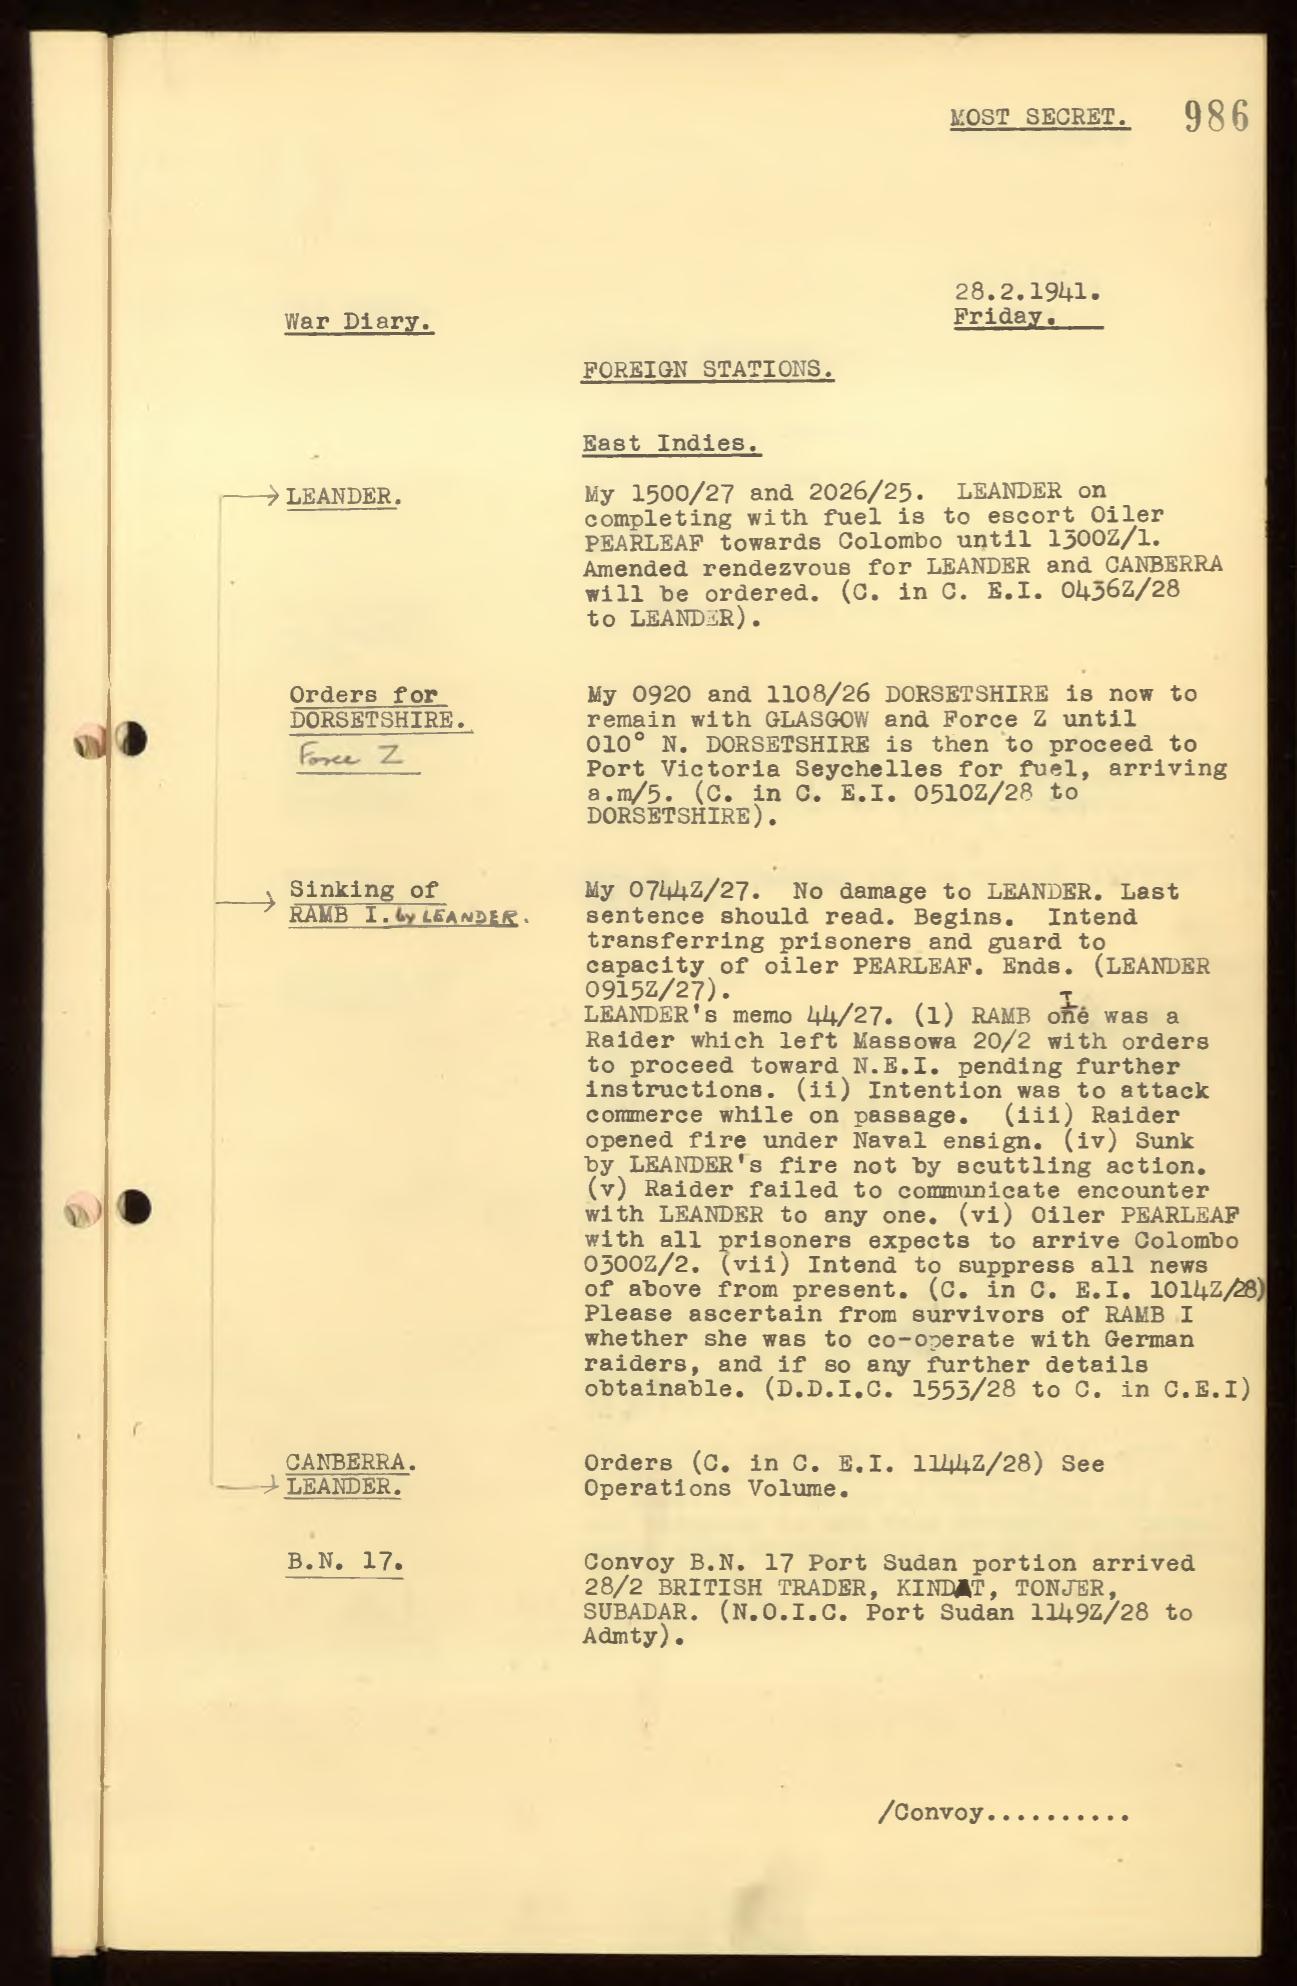 MOST SECRET. 986
28.2.1941.
War Diary.
Friday.
FOREIGN STATIONS.
East Indies.
LEANDER.
My 1500/27 and 2026/25. LEANDER on
completing with fuel is to escort Oiler
PEARLEAF towards Colombo until 1300Z/1.
Amended rendezvous for LEANDER and CANBERRA
will be ordered. (C. in C. E.I. 0436Z/28
to LEANDER).
Orders for
DORSETSHIRE.
Force Z
My 0920 and 1108/26 DORSETSHIRE is now to
remain with GLASGOW and Force Z until
010° N. DORSETSHIRE is then to proceed to
Port Victoria Seychelles for fuel, arriving
a.m/5. (C. in C. E.I. 0510Z/28 to
DORSETSHIRE).
Sinking of
RAMB I. by LEANDER.
My 0744Z/27. No damage to LEANDER. Last
sentence should read. Begins. Intend
transferring prisoners and guard to
capacity of oiler PEARLEAF. Ends. (LEANDER
0915Z/27).
LEANDER's memo 44/27. (1) RAMB one I was a
Raider which left Massowa 20/2 with orders
to proceed toward N.E.I. pending further
instructions. (ii) Intention was to attack
commerce while on passage. (iii) Raider
opened fire under Naval ensign. (iv) Sunk
by LEANDER's fire not by scuttling action.
(v) Raider failed to communicate encounter
with LEANDER to any one. (vi) Oiler PEARLEAF
with all prisoners expects to arrive Colombo
0300Z/2. (vii) Intend to suppress all news
of above from present. (C. in C. E.I. 1014Z/28)
Please ascertain from survivors of RAMB I
whether she was to co-operate with German
raiders, and if so any further details
obtainable. (D.D.I.C. 1553/28 to C. in C.E.I)
CANBERRA.
LEANDER.
Orders (C. in C. E.I. 1144Z/28) See
Operations Volume.
B.N. 17.
Convoy B.N. 17 Port Sudan portion arrived
28/2 BRITISH TRADER, KINDAT, TONJER,
SUBADAR. (N.O.I.C. Port Sudan 1149Z/28 to
Admty).
/Convoy..........